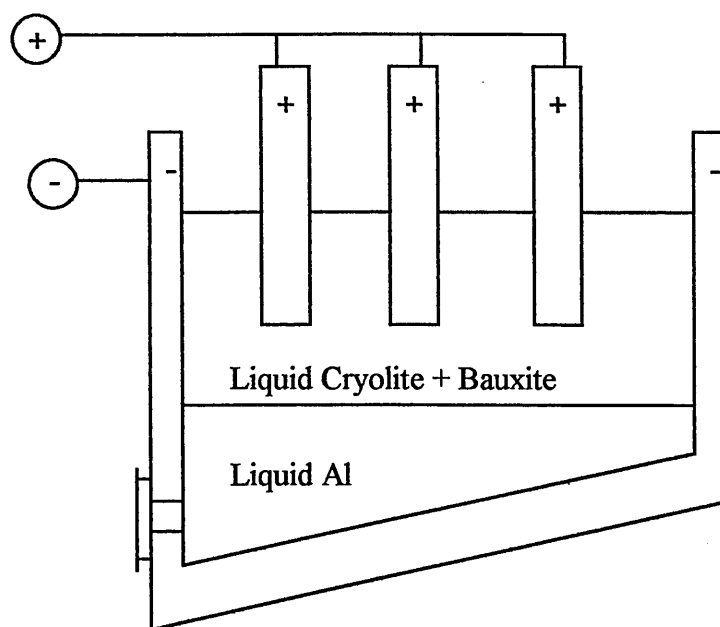 +
+ + +
-
- -
Liquid Cryolite + Bauxite
Liquid Al